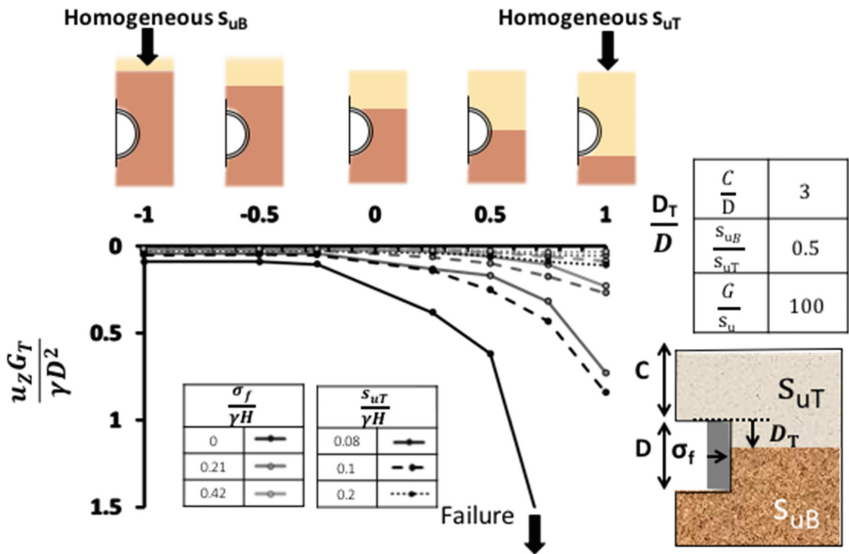 Homogeneous SuB
Homogeneous SuT
-1 -0.5 0 0.5 1
DT/D
C/D 3
suB/suT 0.5
G/su 100
0
0.5
1
1.5
uZGT/γD2
σf/γH
0
0.21
0.42
suT/γH
0.08
0.1
0.2
Failure
C
SuT
D
σf
DT
SuB